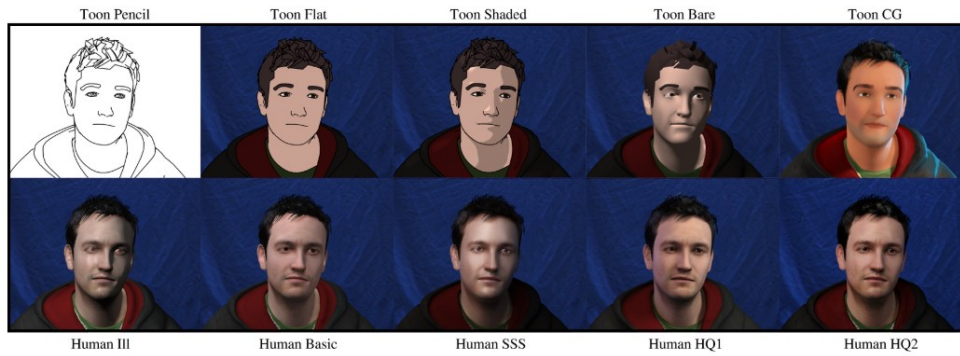 Toon Pencil Toon Flat Toon Shaded Toon Bare Toon CG
Human Ill Human Basic Human SSS Human HQ1 Human HQ2